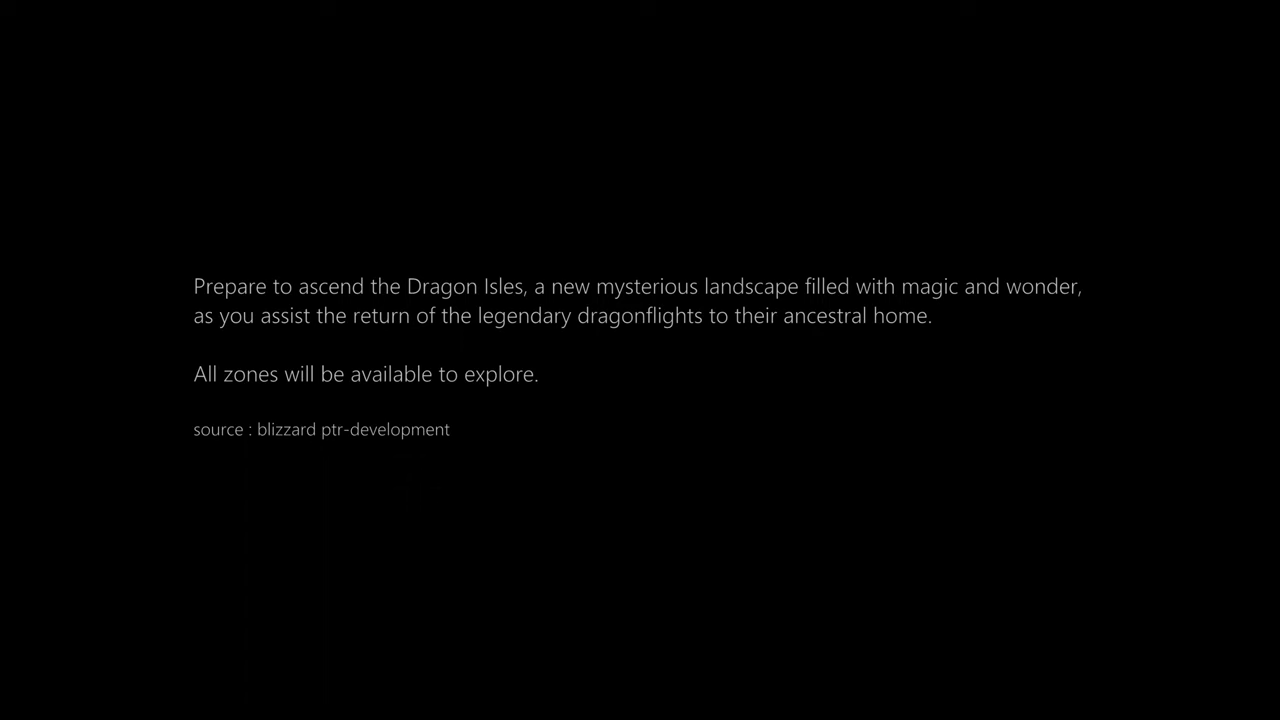 Prepare to ascend the Dragon Isles, a new mysterious landscape filled with magic and wonder,
as you assist the return of the legendary dragonflights to their ancestral home.
All zones will be available to explore.
source : blizzard ptr-development